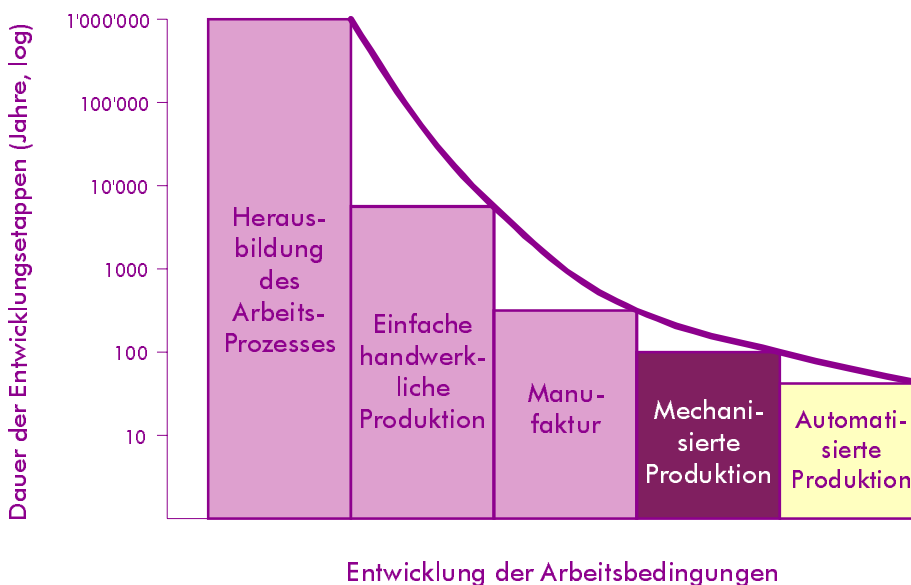 Dauer der Entwicklungsetappen (Jahre, log)
1'000'000
100'000
10'000
1000
100
10
Heraus-
bildung
des
Arbeits-
Prozesses
Einfache
handwerk-
liche
Produktion
Manu-
faktur
Mechani-
sierte
Produktion
Automati-
sierte
Produktion
Entwicklung der Arbeitsbedingungen